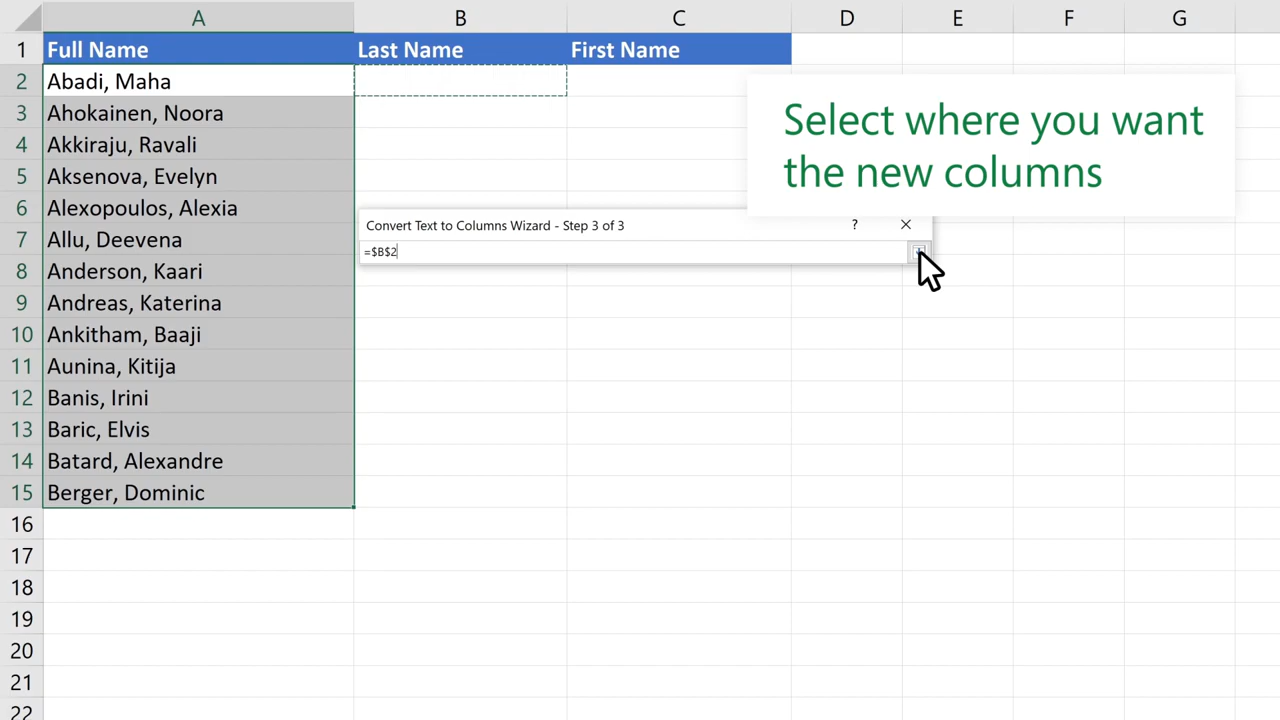 A B C D E F G
1 Full Name Last Name First Name
2 Abadi, Maha
3 Ahokainen, Noora
4 Akkiraju, Ravali
5 Aksenova, Evelyn
6 Alexopoulos, Alexia
7 Allu, Deevena
8 Anderson, Kaari
9 Andreas, Katerina
10 Ankitham, Baaji
11 Aunina, Kitija
12 Banis, Irini
13 Baric, Elvis
14 Batard, Alexandre
15 Berger, Dominic
16
17
18
19
20
21
22
Select where you want
the new columns
Convert Text to Columns Wizard - Step 3 of 3 ?
=$B$2